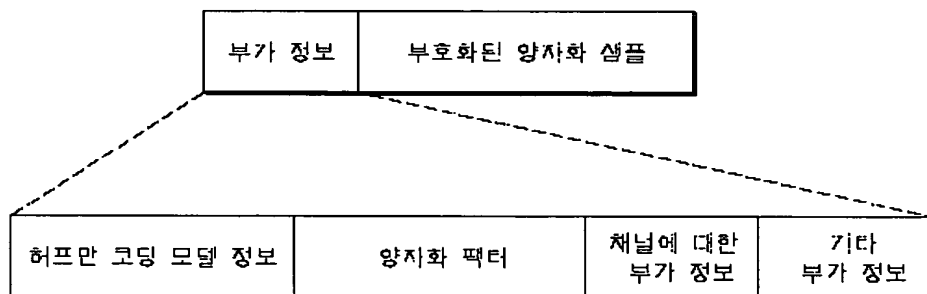 부가 정보
부호화된 양자화 샘플
허프만 코딩 모델 정보
양자화 팩터
채널에 대한
부가 정보
기타
부가 정보